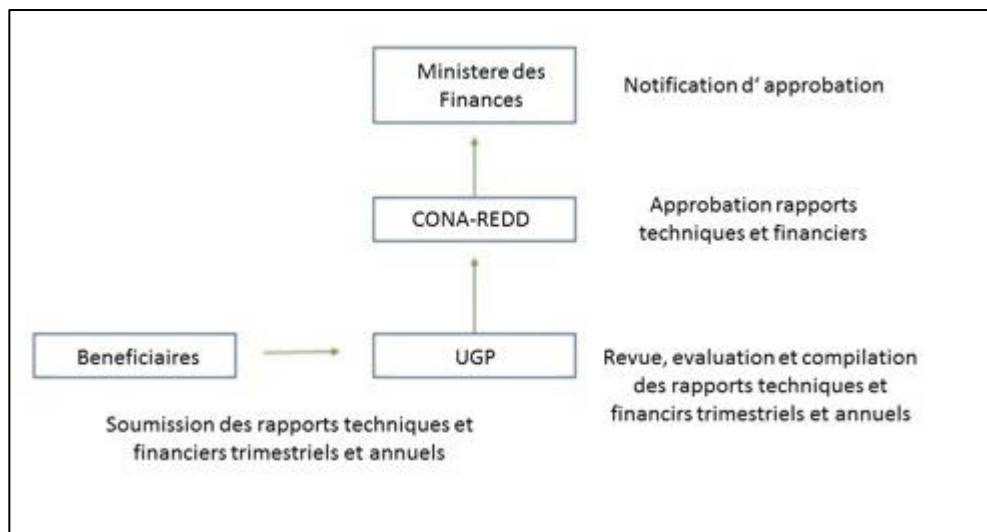 Ministere des
Finances
Notification d' approbation
CONA-REDD
Approbation rapports
techniques et financiers
Beneficiaires
UGP
Revue, evaluation et compilation
des rapports techniques et
financirs trimestriels et annuels
Soumission des rapports techniques et
financiers trimestriels et annuels